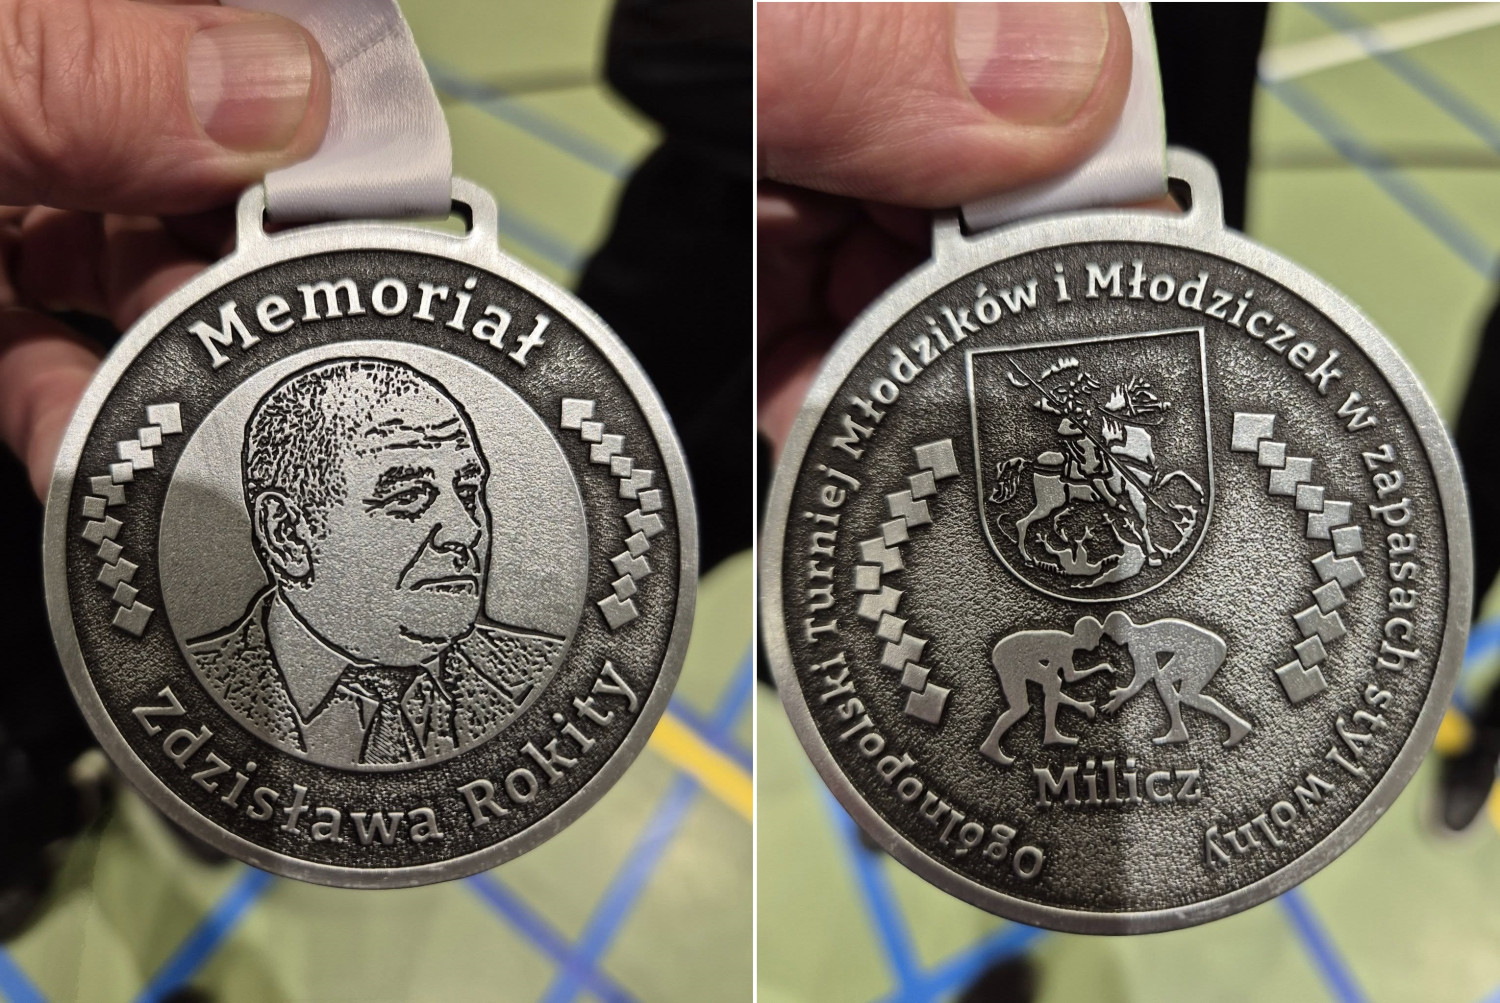 Memoriał
Zdzisława Rokity
Ogólnopolski Turniej Młodzików i Młodziczek w zapasach styl wolny
Milicz